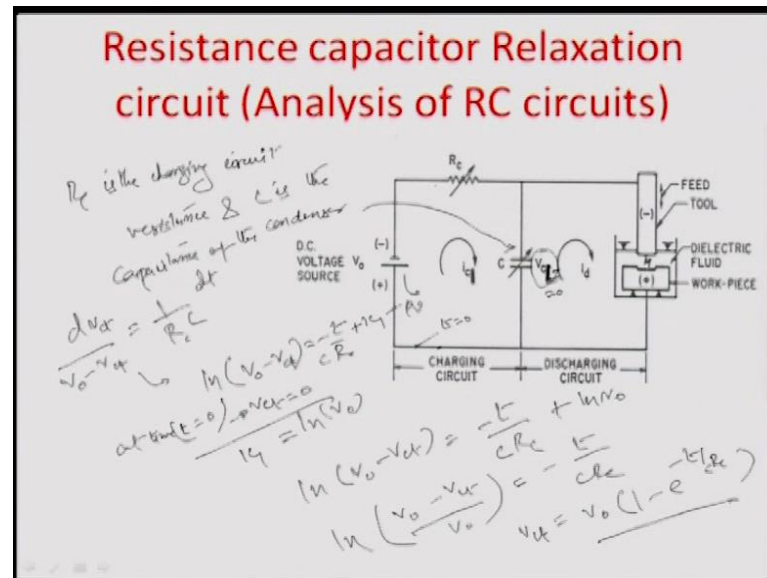 Resistance capacitor Relaxation
circuit (Analysis of RC circuits)
Rc is the charging circuit
resistance & C is the
capacitance of the condenser
dVct / V0 - Vct = 1 / RcC dt
ln(V0 - Vct) = -t / CRc + K1
at time (t=0) → Vct = 0
K1 = ln(V0)
ln(V0 - Vct) = -t / CRc + lnV0
ln(V0 - Vct / V0) = -t / CRc
Vct = V0(1 - e^-t/CRc)
Rc
D.C.
VOLTAGE V0
SOURCE
(-)
(+)
ic
C
Vc
=0
id
t=0
(-)
FEED
TOOL
DIELECTRIC
FLUID
(+)
WORK-PIECE
CHARGING
CIRCUIT
DISCHARGING
CIRCUIT